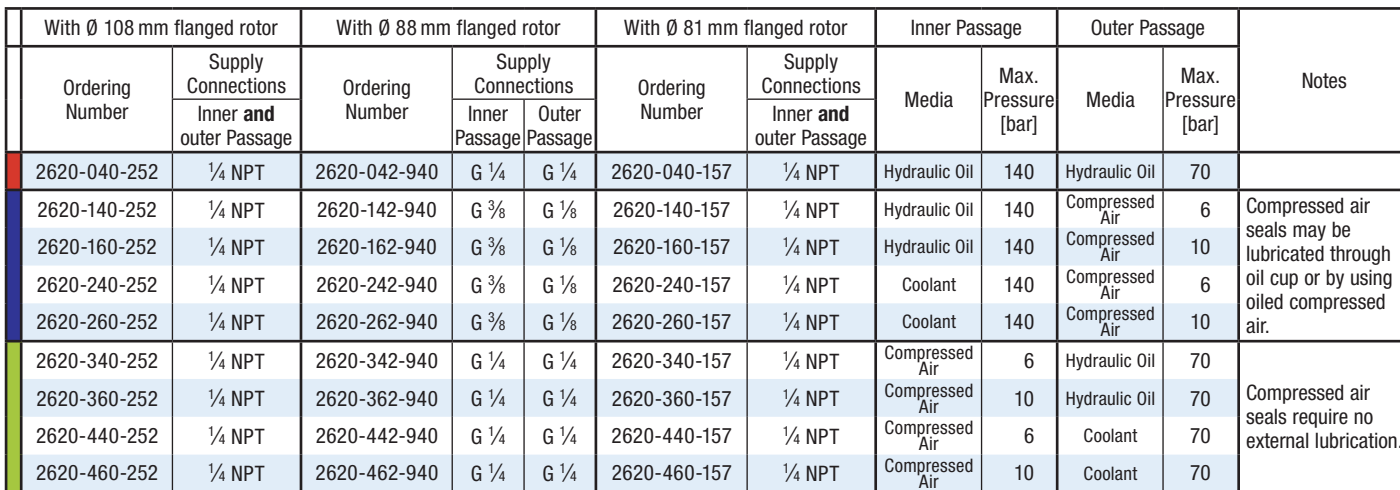 With Ø 108 mm flanged rotor With Ø 88 mm flanged rotor With Ø 81 mm flanged rotor Inner Passage Outer Passage Notes
Ordering Number Supply Connections Ordering Number Supply Connections Ordering Number Supply Connections Media Max. Pressure [bar] Media Max. Pressure [bar]
Inner and outer Passage Inner Passage Outer Passage Inner and outer Passage
2620-040-252 ¼ NPT 2620-042-940 G ¼ G ¼ 2620-040-157 ¼ NPT Hydraulic Oil 140 Hydraulic Oil 70
2620-140-252 ¼ NPT 2620-142-940 G ⅜ G ⅛ 2620-140-157 ¼ NPT Hydraulic Oil 140 Compressed Air 6
2620-160-252 ¼ NPT 2620-162-940 G ⅜ G ⅛ 2620-160-157 ¼ NPT Hydraulic Oil 140 Compressed Air 10
2620-240-252 ¼ NPT 2620-242-940 G ⅜ G ⅛ 2620-240-157 ¼ NPT Coolant 140 Compressed Air 6
2620-260-252 ¼ NPT 2620-262-940 G ⅜ G ⅛ 2620-260-157 ¼ NPT Coolant 140 Compressed Air 10
Compressed air
seals may be
lubricated through
oil cup or by using
oiled compressed
air.
2620-340-252 ¼ NPT 2620-342-940 G ¼ G ¼ 2620-340-157 ¼ NPT Compressed Air 6 Hydraulic Oil 70
2620-360-252 ¼ NPT 2620-362-940 G ¼ G ¼ 2620-360-157 ¼ NPT Compressed Air 10 Hydraulic Oil 70
2620-440-252 ¼ NPT 2620-442-940 G ¼ G ¼ 2620-440-157 ¼ NPT Compressed Air 6 Coolant 70
2620-460-252 ¼ NPT 2620-462-940 G ¼ G ¼ 2620-460-157 ¼ NPT Compressed Air 10 Coolant 70
Compressed air
seals require no
external lubrication.